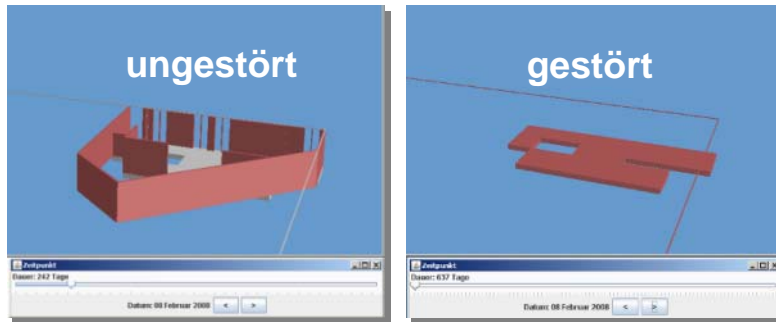 ungestört
Zeitpunkt
Dauer: 242 Tage
Datum: 08 Februar 2008 < >
gestört
Zeitpunkt
Dauer: 637 Tage
Datum: 08 Februar 2008 < >